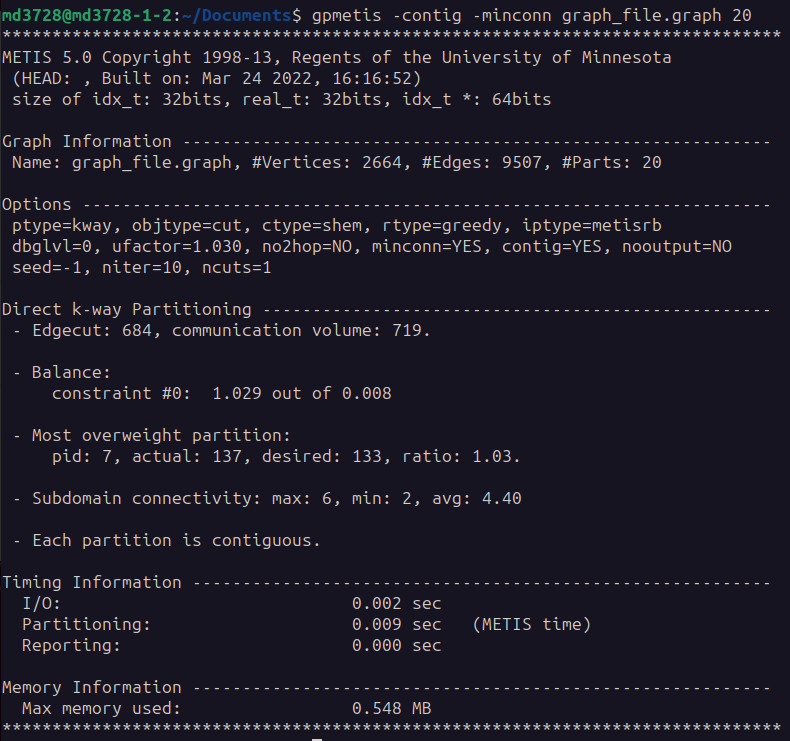 md3728@md3728-1-2:~/Documents$ gpmetis -contig -minconn graph_file.graph 20
******************************************************************************
METIS 5.0 Copyright 1998-13, Regents of the University of Minnesota
 (HEAD: , Built on: Mar 24 2022, 16:16:52)
 size of idx_t: 32bits, real_t: 32bits, idx_t *: 64bits

Graph Information -----------------------------------------------------------
 Name: graph_file.graph, #Vertices: 2664, #Edges: 9507, #Parts: 20

Options ---------------------------------------------------------------------
 ptype=kway, objtype=cut, ctype=shem, rtype=greedy, iptype=metisrb
 dbglvl=0, ufactor=1.030, no2hop=NO, minconn=YES, contig=YES, nooutput=NO
 seed=-1, niter=10, ncuts=1

Direct k-way Partitioning ---------------------------------------------------
 - Edgecut: 684, communication volume: 719.

 - Balance:
     constraint #0:  1.029 out of 0.008

 - Most overweight partition:
     pid: 7, actual: 137, desired: 133, ratio: 1.03.

 - Subdomain connectivity: max: 6, min: 2, avg: 4.40

 - Each partition is contiguous.

Timing Information ----------------------------------------------------------
  I/O:                             0.002 sec
  Partitioning:                    0.009 sec   (METIS time)
  Reporting:                       0.000 sec

Memory Information ----------------------------------------------------------
  Max memory used:                 0.548 MB
******************************************************************************